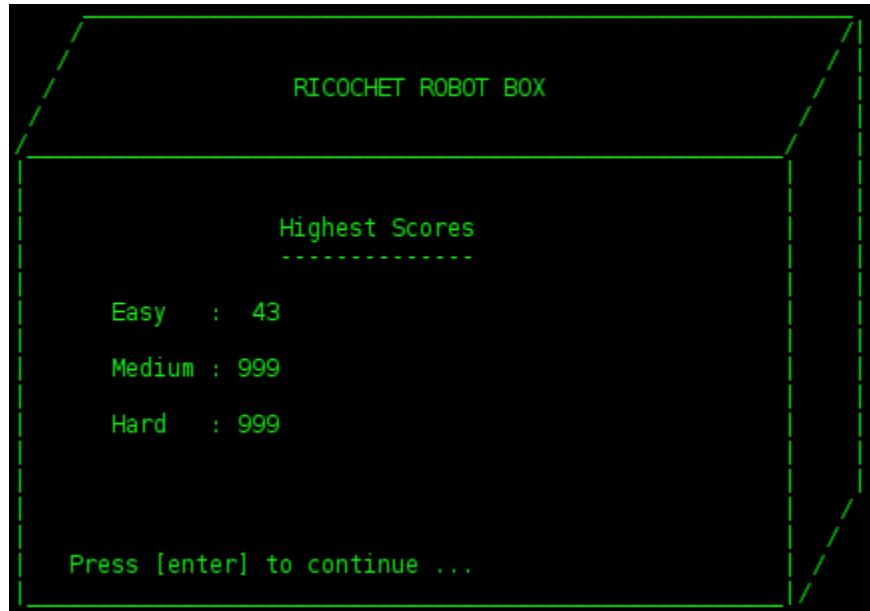 RICOCHET ROBOT BOX
Highest Scores
--------------
Easy   :  43
Medium : 999
Hard   : 999
Press [enter] to continue ...